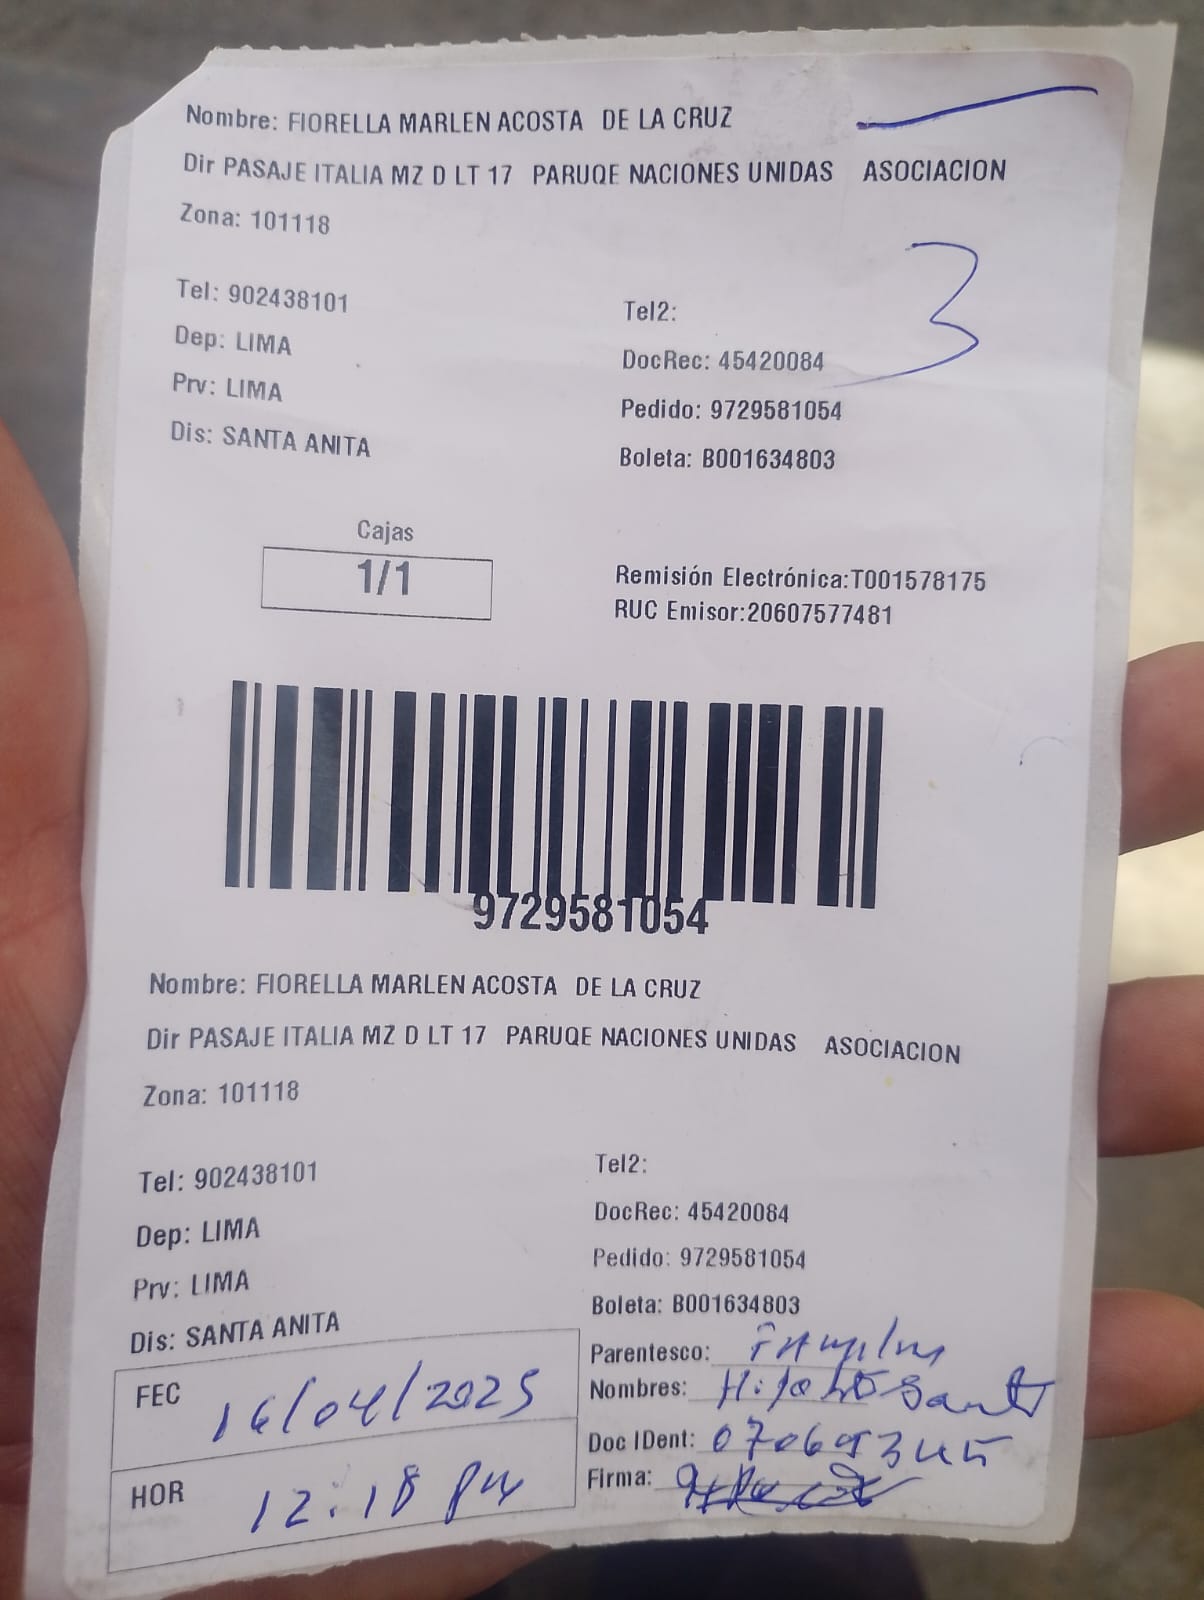 Nombre: FIORELLA MARLEN ACOSTA DE LA CRUZ
Dir PASAJE ITALIA MZ D LT 17 PARUQE NACIONES UNIDAS ASOCIACION
Zona: 101118
3
Tel: 902438101 Tel2:
Dep: LIMA DocRec: 45420084
Prv: LIMA Pedido: 9729581054
Dis: SANTA ANITA Boleta: B001634803
Cajas
1/1
Remisión Electrónica:T001578175
RUC Emisor:20607577481
9729581054
Nombre: FIORELLA MARLEN ACOSTA DE LA CRUZ
Dir PASAJE ITALIA MZ D LT 17 PARUQE NACIONES UNIDAS ASOCIACION
Zona: 101118
Tel: 902438101 Tel2:
Dep: LIMA DocRec: 45420084
Prv: LIMA Pedido: 9729581054
Dis: SANTA ANITA Boleta: B001634803
Parentesco:
FEC 16/04/2025 Nombres:
Doc IDent:
HOR 12:18 pm Firma: